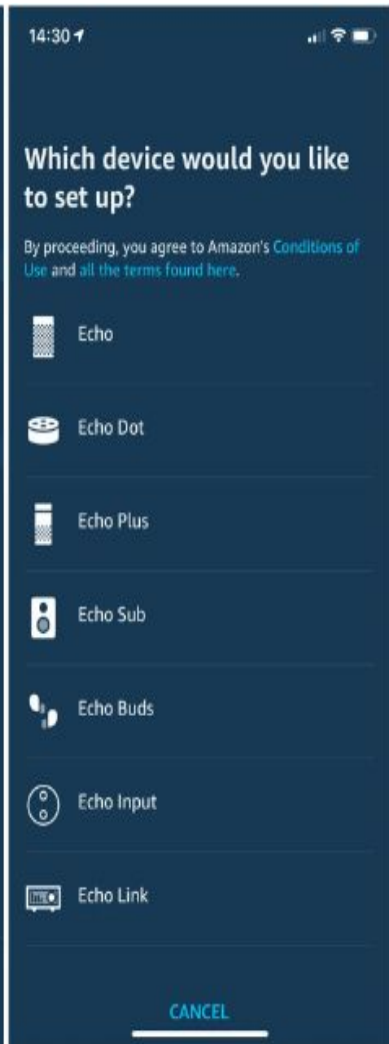 14:30
Which device would you like
to set up?
By proceeding, you agree to Amazon's Conditions of
Use and all the terms found here.
Echo
Echo Dot
Echo Plus
Echo Sub
Echo Buds
Echo Input
Echo Link
CANCEL